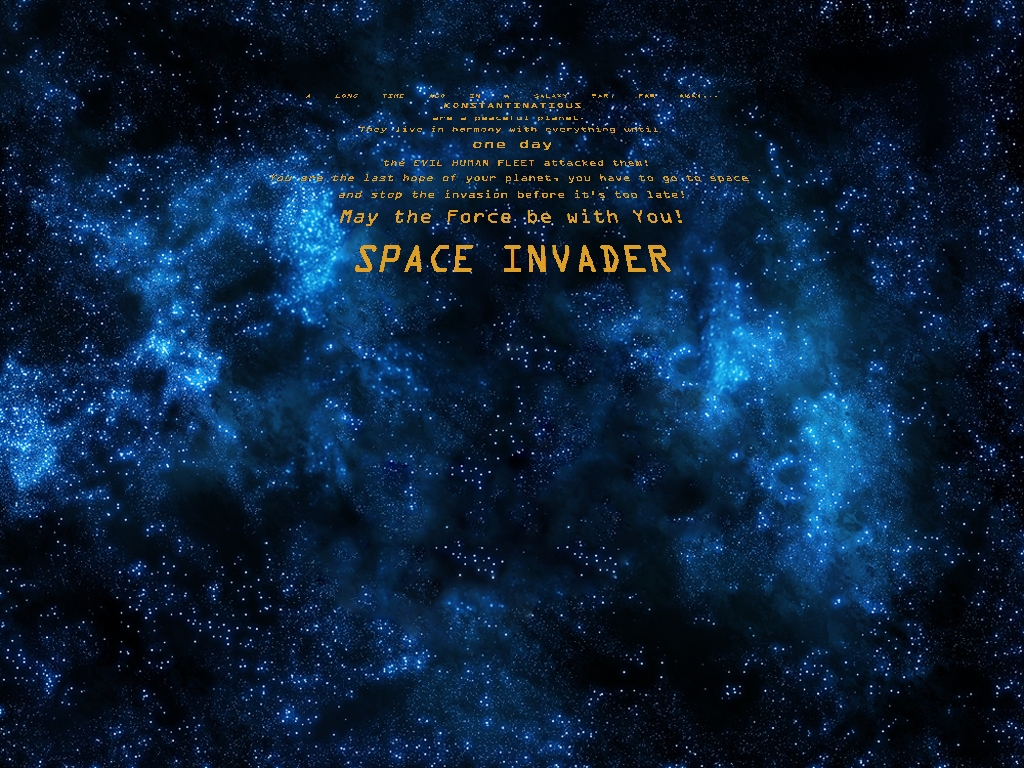 A LONG TIME AGO IN A GALAXY FAR, FAR AWAY...
KONSTANTINATIOUS
are a peaceful planet.
They live in harmony with everything until
one day
the EVIL HUMAN FLEET attacked them!
You are the last hope of your planet, you have to go to space
and stop the invasion before it's too late!
May the Force be with You!
SPACE INVADER